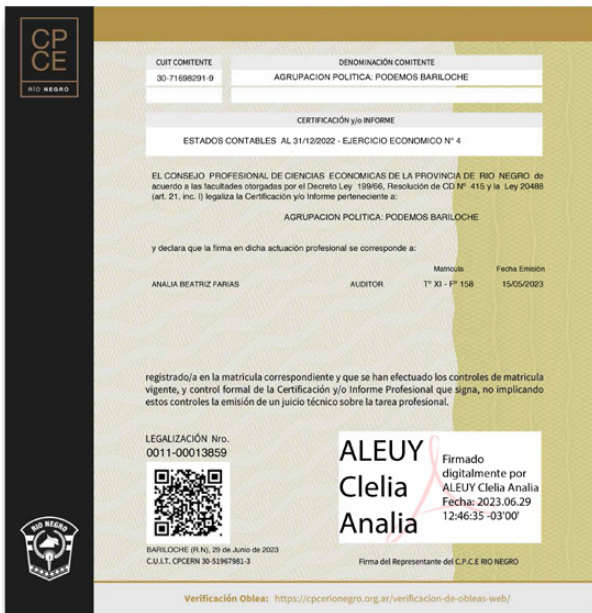 CP
CE
RÍO NEGRO
CUIT COMITENTE
DENOMINACIÓN COMITENTE
30-71698291-9
AGRUPACION POLITICA: PODEMOS BARILOCHE
CERTIFICACIÓN y/o INFORME
ESTADOS CONTABLES AL 31/12/2022 - EJERCICIO ECONOMICO N° 4
EL CONSEJO PROFESIONAL DE CIENCIAS ECONOMICAS DE LA PROVINCIA DE RIO NEGRO de
acuerdo a las facultades otorgadas por el Decreto Ley 199/66, Resolución de CD Nº 415 y la Ley 20488
(art. 21, inc. I) legaliza la Certificación y/o Informe perteneciente a:
AGRUPACION POLITICA: PODEMOS BARILOCHE
y declara que la firma en dicha actuación profesional se corresponde a:
Matricula
Fecha Emisión
ANALIA BEATRIZ FARIAS
AUDITOR
T° XI - F° 158
15/05/2023
registrado/a en la matricula correspondiente y que se han efectuado los controles de matricula
vigente, y control formal de la Certificación y/o Informe Profesional que signa, no implicando
estos controles la emisión de un juicio técnico sobre la tarea profesional.
LEGALIZACIÓN Nro.
0011-00013859
ALEUY
Clelia
Analia
Firmado
digitalmente por
ALEUY Clelia Analia
Fecha: 2023.06.29
12:46:35 -03'00'
BARILOCHE (R.N), 29 de Junio de 2023
C.U.I.T. CPCERN 30-51967981-3
Firma del Representante del C.P.C.E RIO NEGRO
RIO NEGRO
Verificación Oblea: https://cpcerionegro.org.ar/verificacion-de-obleas-web/